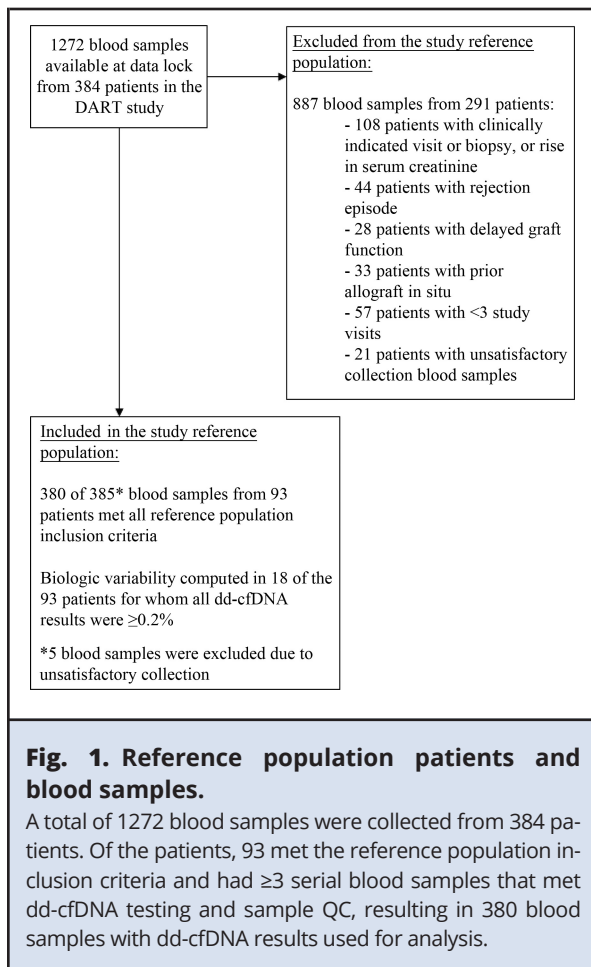 1272 blood samples
available at data lock
from 384 patients in the
DART study
Excluded from the study reference
population:
887 blood samples from 291 patients:
- 108 patients with clinically
indicated visit or biopsy, or rise
in serum creatinine
- 44 patients with rejection
episode
- 28 patients with delayed graft
function
- 33 patients with prior
allograft in situ
- 57 patients with <3 study
visits
- 21 patients with unsatisfactory
collection blood samples
Included in the study reference
population:
380 of 385* blood samples from 93
patients met all reference population
inclusion criteria
Biologic variability computed in 18 of the
93 patients for whom all dd-cfDNA
results were ≥0.2%
*5 blood samples were excluded due to
unsatisfactory collection
Fig. 1. Reference population patients and
blood samples.
A total of 1272 blood samples were collected from 384 pa-
tients. Of the patients, 93 met the reference population in-
clusion criteria and had ≥3 serial blood samples that met
dd-cfDNA testing and sample QC, resulting in 380 blood
samples with dd-cfDNA results used for analysis.